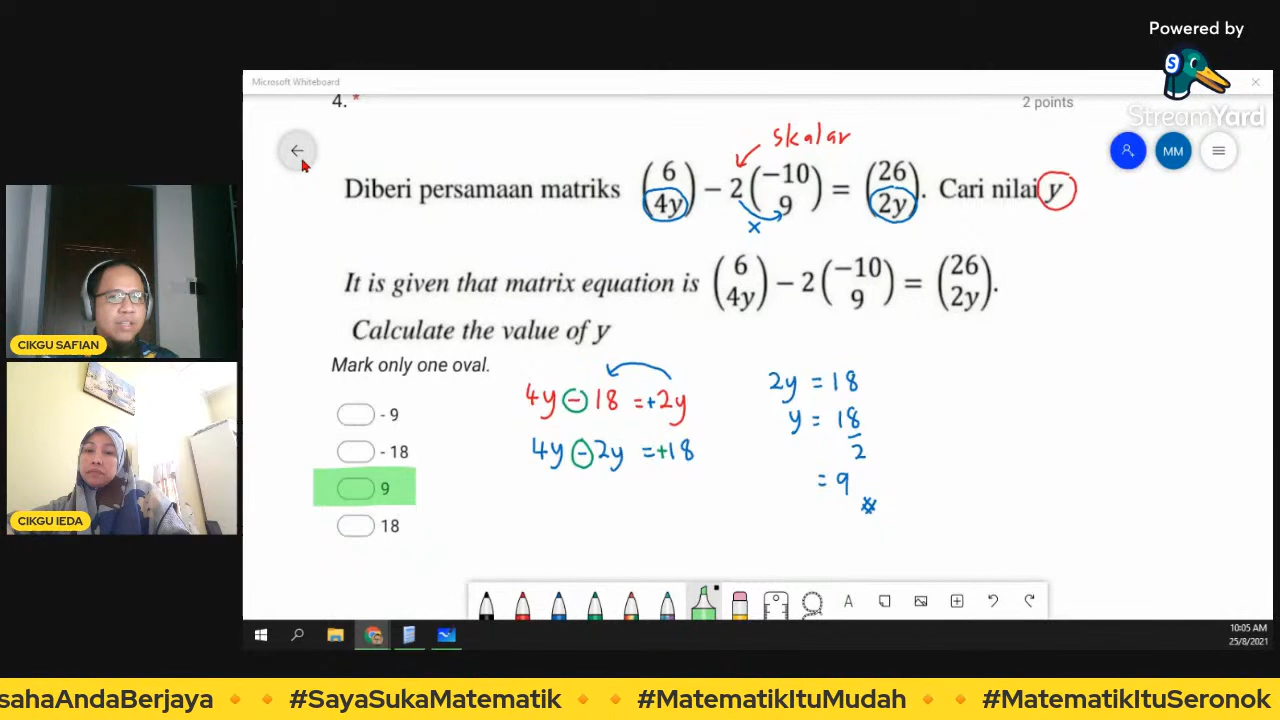 Powered by
StreamYard
Microsoft Whiteboard
4. *
2 points
MM
skalar
Diberi persamaan matriks (6 4y) − 2 (−10 9) = (26 2y). Cari nilai y
x
It is given that matrix equation is (6 4y) − 2 (−10 9) = (26 2y).
Calculate the value of y
Mark only one oval.
- 9
- 18
9
18
4y − 18 = +2y
4y − 2y = +18
2y = 18
y = 18/2
= 9
CIKGU SAFIAN
CIKGU IEDA
A
10:05 AM
25/8/2021
sahaAndaBerjaya #SayaSukaMatematik #MatematikItuMudah #MatematikItuSeronok